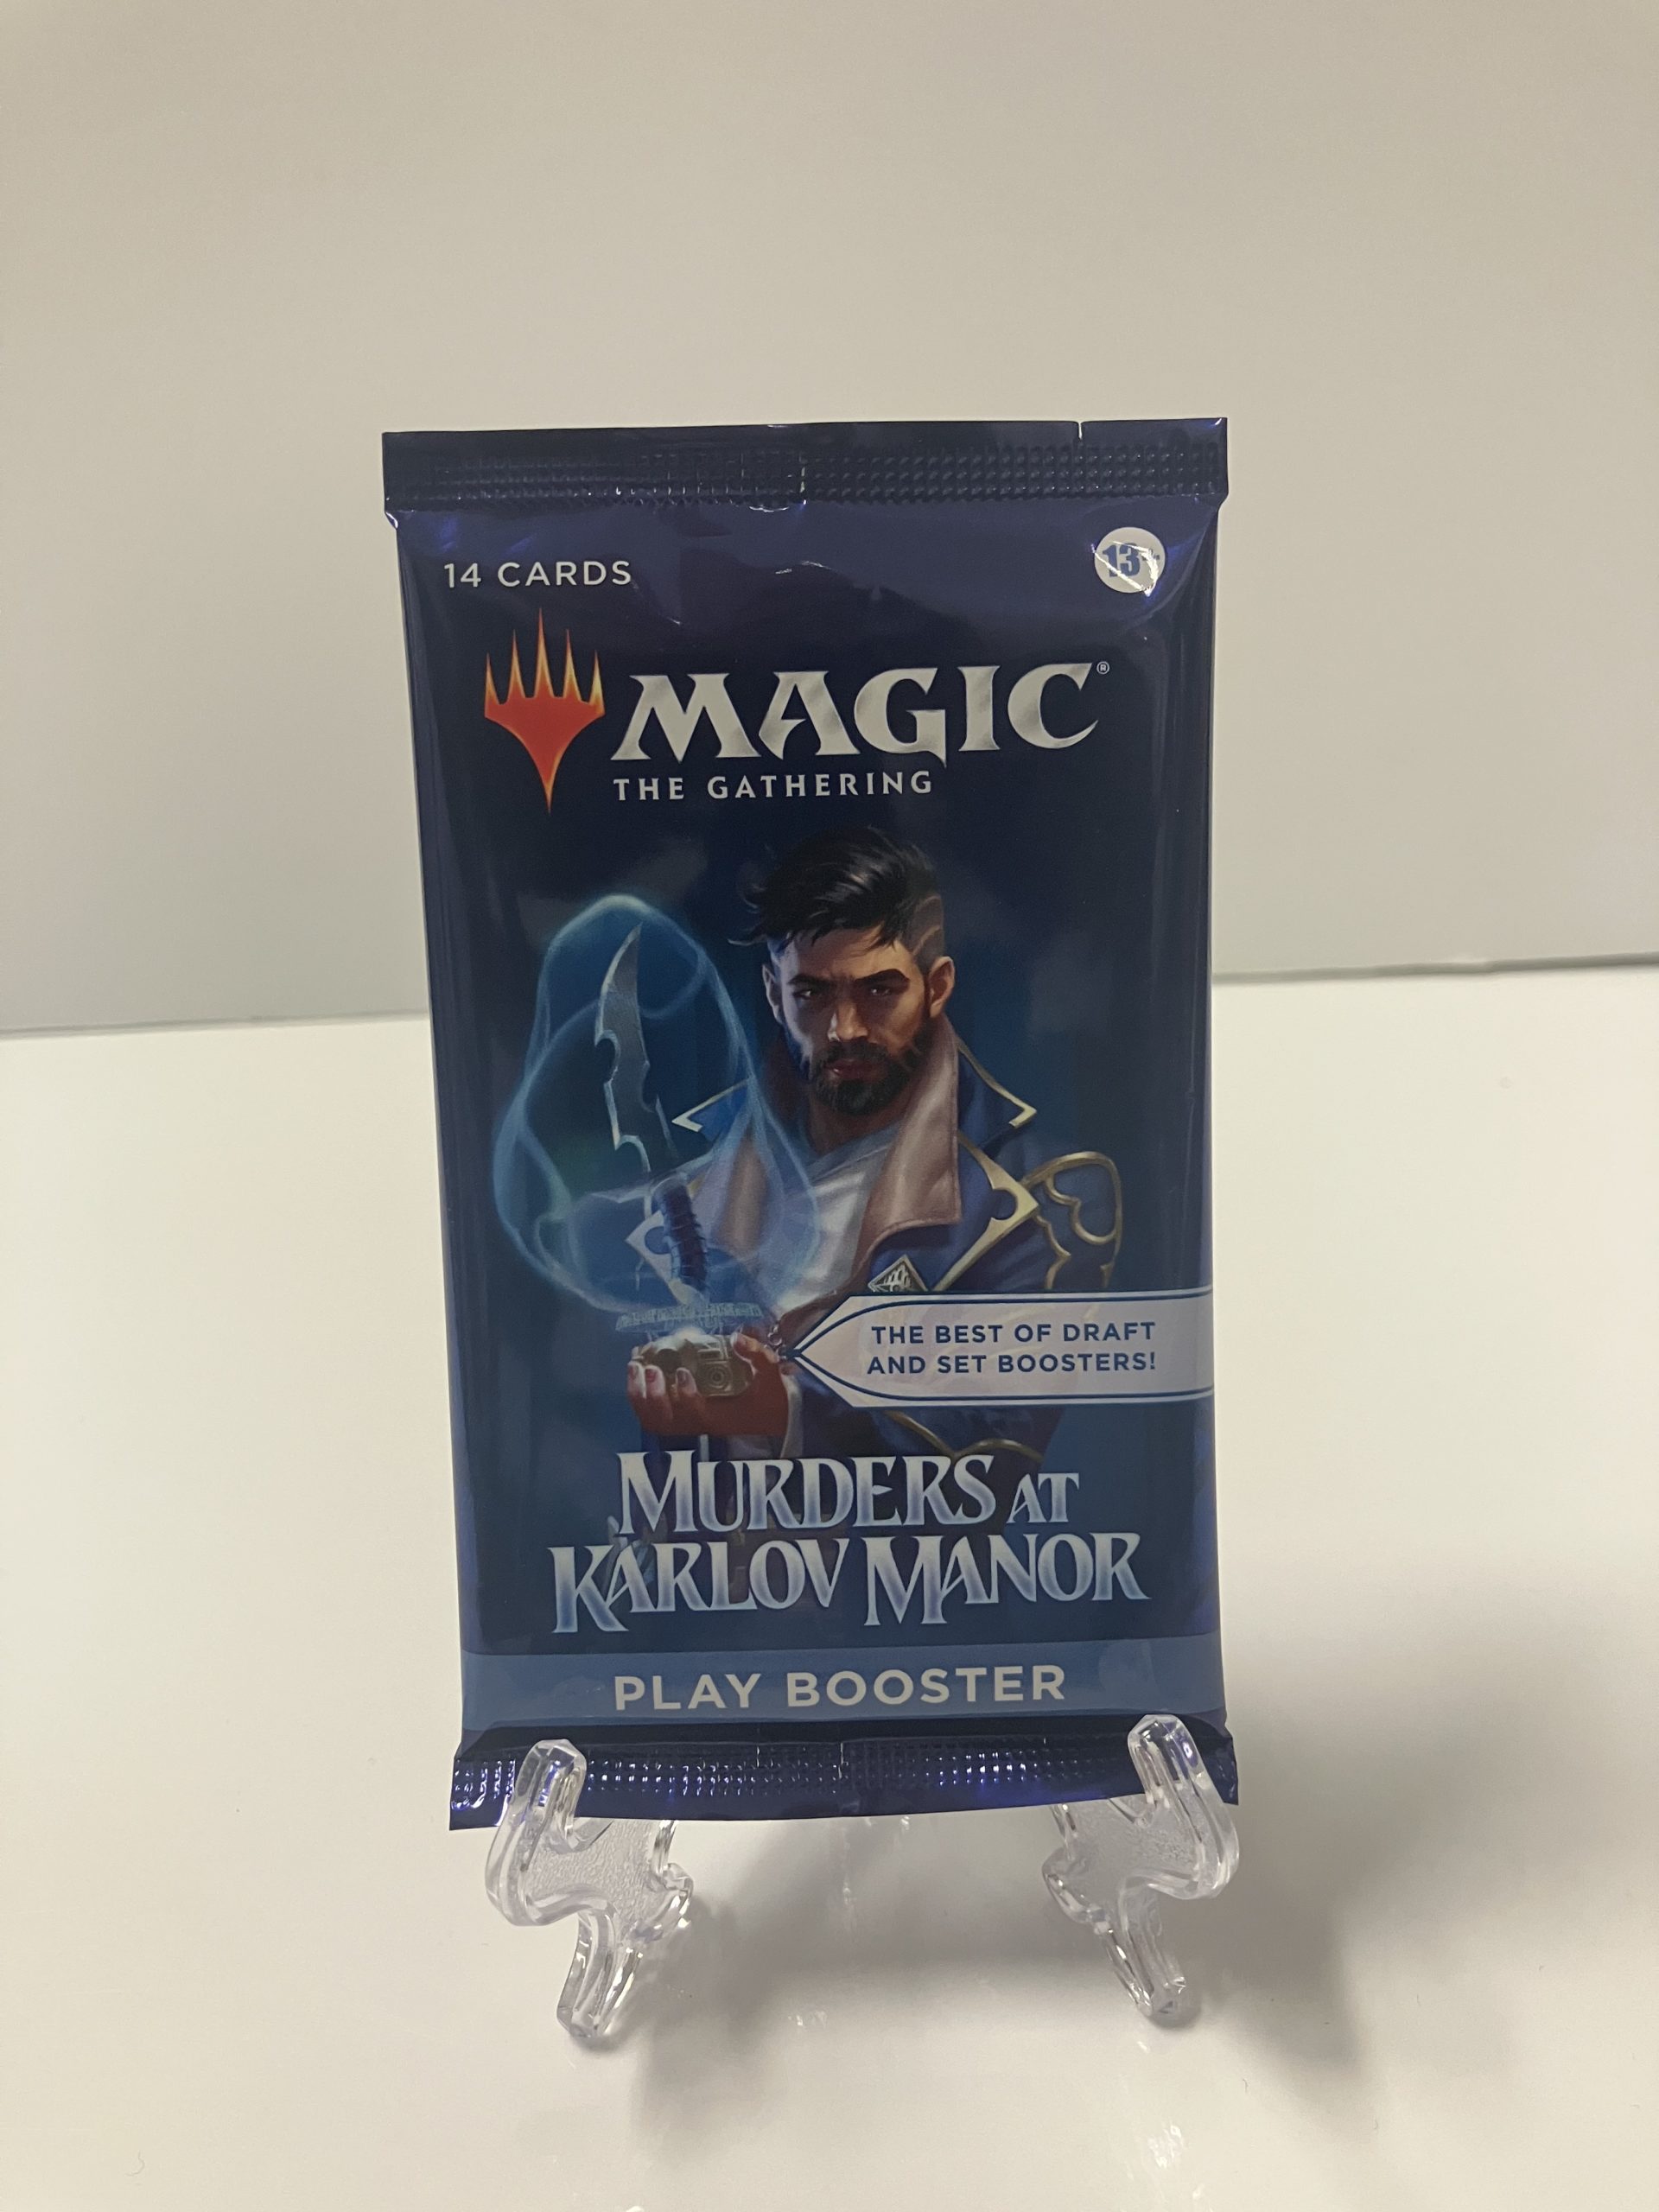 14 CARDS
13+
MAGIC®
THE GATHERING
THE BEST OF DRAFT
AND SET BOOSTERS!
MURDERS AT
KARLOV MANOR
PLAY BOOSTER